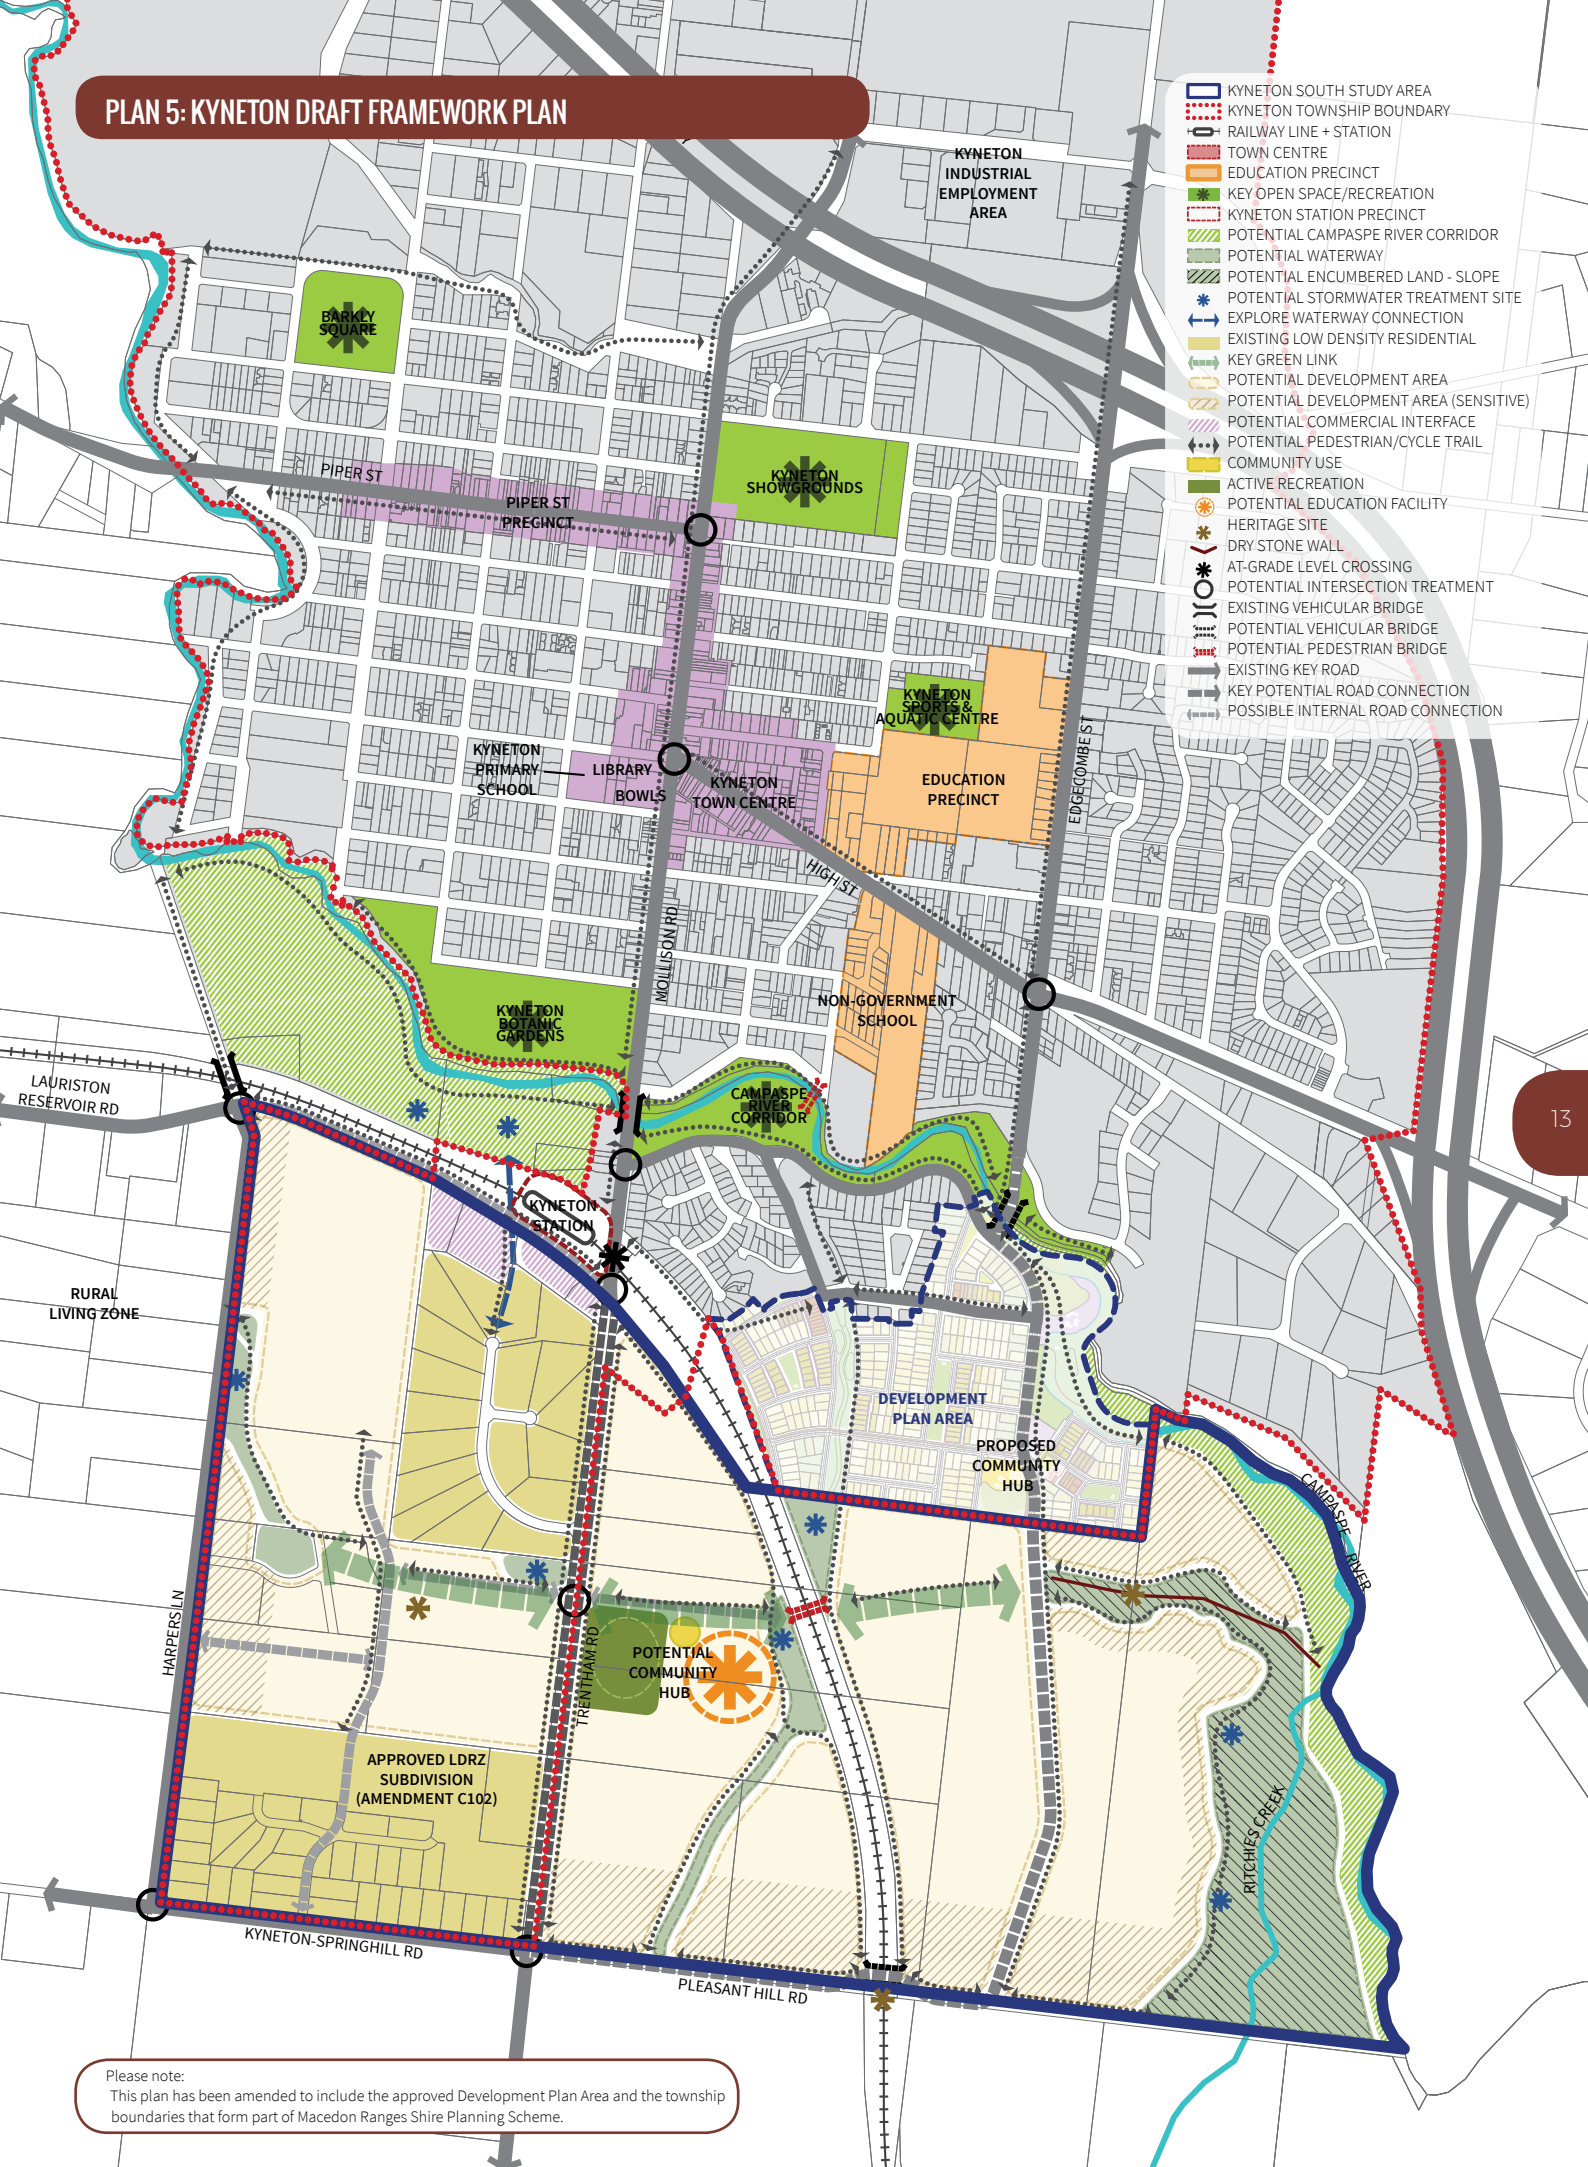 PLAN 5: KYNETON DRAFT FRAMEWORK PLAN
KYNETON SOUTH STUDY AREA
KYNETON TOWNSHIP BOUNDARY
RAILWAY LINE + STATION
TOWN CENTRE
EDUCATION PRECINCT
KEY OPEN SPACE/RECREATION
KYNETON STATION PRECINCT
POTENTIAL CAMPASPE RIVER CORRIDOR
POTENTIAL WATERWAY
POTENTIAL ENCUMBERED LAND - SLOPE
POTENTIAL STORMWATER TREATMENT SITE
EXPLORE WATERWAY CONNECTION
EXISTING LOW DENSITY RESIDENTIAL
KEY GREEN LINK
POTENTIAL DEVELOPMENT AREA
POTENTIAL DEVELOPMENT AREA (SENSITIVE)
POTENTIAL COMMERCIAL INTERFACE
POTENTIAL PEDESTRIAN/CYCLE TRAIL
COMMUNITY USE
ACTIVE RECREATION
POTENTIAL EDUCATION FACILITY
HERITAGE SITE
DRY STONE WALL
AT-GRADE LEVEL CROSSING
POTENTIAL INTERSECTION TREATMENT
EXISTING VEHICULAR BRIDGE
POTENTIAL VEHICULAR BRIDGE
POTENTIAL PEDESTRIAN BRIDGE
EXISTING KEY ROAD
KEY POTENTIAL ROAD CONNECTION
POSSIBLE INTERNAL ROAD CONNECTION
KYNETON
INDUSTRIAL
EMPLOYMENT
AREA
BARKLY
SQUARE
PIPER ST
PIPER ST
PRECINCT
KYNETON
SHOWGROUNDS
KYNETON
SPORTS &
AQUATIC CENTRE
KYNETON
PRIMARY
SCHOOL
LIBRARY
BOWLS
KYNETON
TOWN CENTRE
EDUCATION
PRECINCT
EDGECOMBE ST
HIGH ST
MOLLISON RD
NON-GOVERNMENT
SCHOOL
KYNETON
BOTANIC
GARDENS
LAURISTON
RESERVOIR RD
CAMPASPE
RIVER
CORRIDOR
13
KYNETON
STATION
RURAL
LIVING ZONE
DEVELOPMENT
PLAN AREA
PROPOSED
COMMUNITY
HUB
CAMPASPE RIVER
HARPERS LN
TRENTHAM RD
POTENTIAL
COMMUNITY
HUB
APPROVED LDRZ
SUBDIVISION
(AMENDMENT C102)
RITCHIES CREEK
KYNETON-SPRINGHILL RD
PLEASANT HILL RD
Please note:
This plan has been amended to include the approved Development Plan Area and the township
boundaries that form part of Macedon Ranges Shire Planning Scheme.